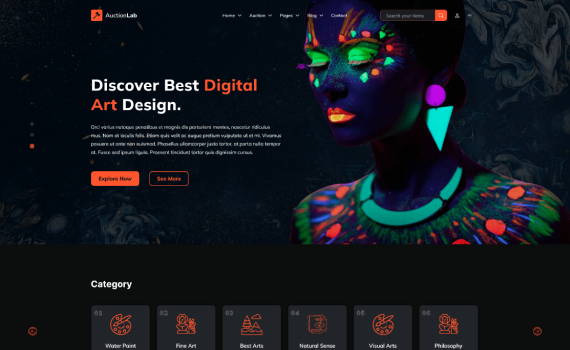 AuctionLab
Home Auction Pages Blog Contact
Search your items
Discover Best Digital
Art Design.
Orci varius natoque penatibus et magnis dis parturient montes, nascetur ridiculus
mus. Nam at iaculis felis. Etiam quis velit ac augue pretium vulputate ut et mi. Vivamus
posuere ut ante non euismod. Phasellus ullamcorper justo tortor, at porta nulla tempor
at. Fusce sed ipsum ligula. Praesent tincidunt tortor quis dignissim cursus.
Explore Now See More
Category
01 02 03 04 05 06
Water Paint Fine Art Best Arts Natural Sense Visual Arts Philosophy